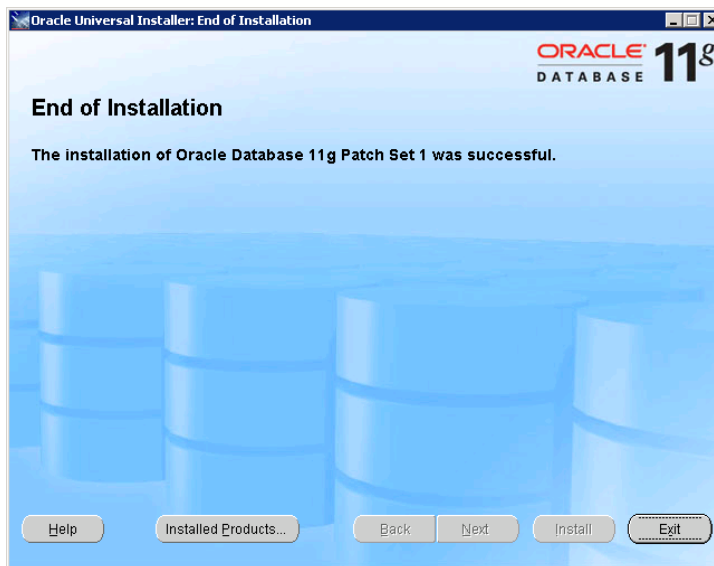 Oracle Universal Installer: End of Installation
ORACLE 11g
DATABASE
End of Installation
The installation of Oracle Database 11g Patch Set 1 was successful.
Help Installed Products... Back Next Install Exit